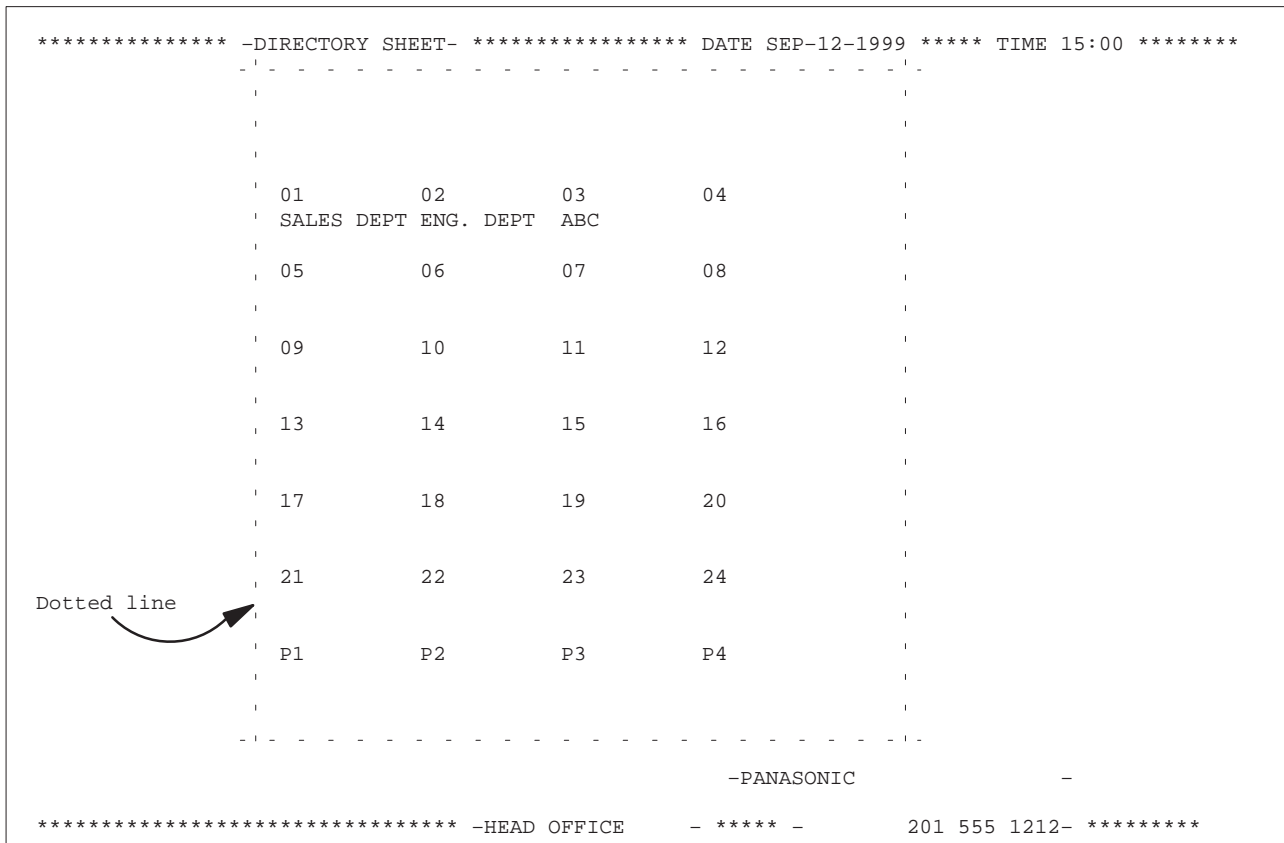 *************** –DIRECTORY SHEET- ***************** DATE SEP–12–1999 ***** TIME 15:00 ********
01 02 03 04
SALES DEPT ENG. DEPT ABC
05 06 07 08
09 10 11 12
13 14 15 16
17 18 19 20
21 22 23 24
Dotted line
P1 P2 P3 P4
–PANASONIC –
********************************* –HEAD OFFICE – ***** – 201 555 1212– *********